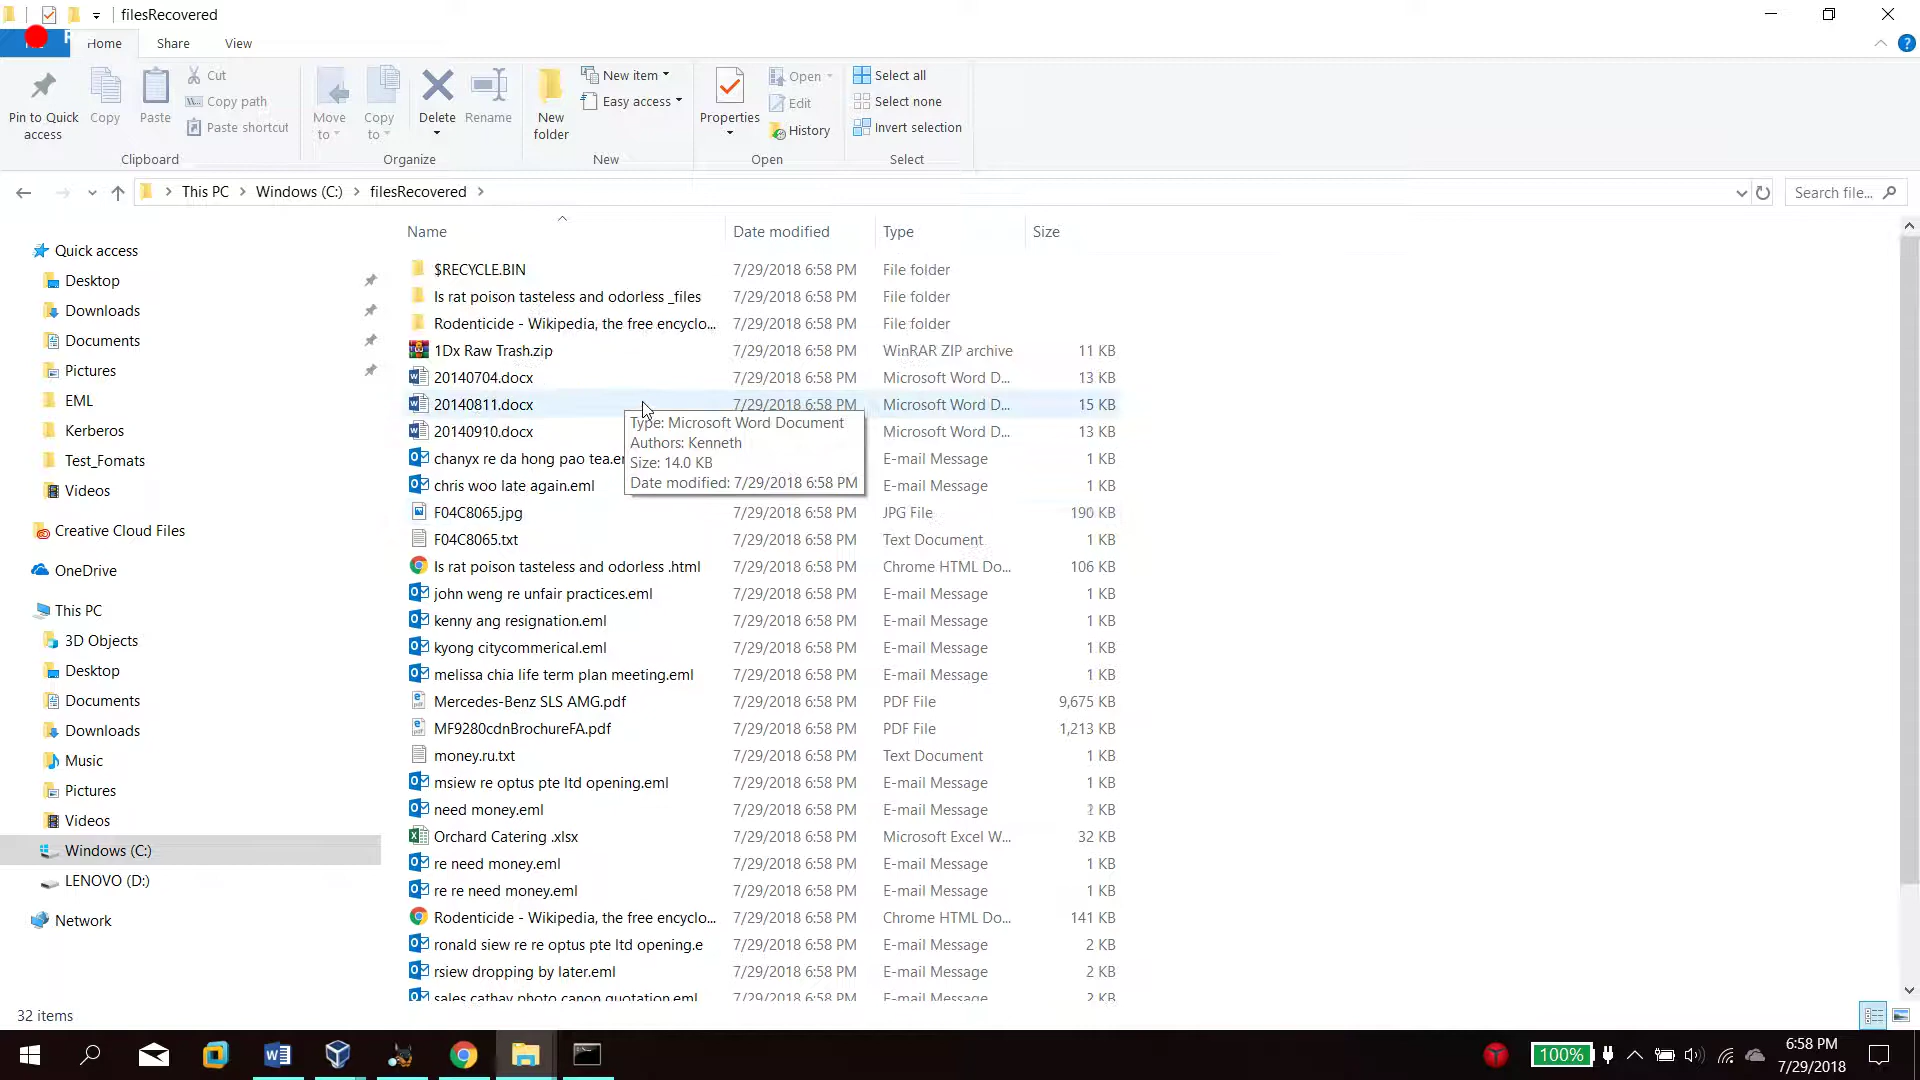 filesRecovered
Home
Share
View
Pin to Quick
access
Copy
Paste
Cut
Copy path
Paste shortcut
Clipboard
Move
to
Copy
to
Delete
Rename
Organize
New
folder
New item
Easy access
New
Properties
Open
Edit
History
Open
Select all
Select none
Invert selection
Select
This PC
Windows (C:)
filesRecovered
Search file...
Quick access
Desktop
Downloads
Documents
Pictures
EML
Kerberos
Test_Fomats
Videos
Creative Cloud Files
OneDrive
This PC
3D Objects
Desktop
Documents
Downloads
Music
Pictures
Videos
Windows (C:)
LENOVO (D:)
Network
Name Date modified Type Size
$RECYCLE.BIN 7/29/2018 6:58 PM File folder
Is rat poison tasteless and odorless _files 7/29/2018 6:58 PM File folder
Rodenticide - Wikipedia, the free encyclo... 7/29/2018 6:58 PM File folder
1Dx Raw Trash.zip 7/29/2018 6:58 PM WinRAR ZIP archive 11 KB
20140704.docx 7/29/2018 6:58 PM Microsoft Word D... 13 KB
20140811.docx 7/29/2018 6:58 PM Microsoft Word D... 15 KB
20140910.docx Microsoft Word D... 13 KB
Type: Microsoft Word Document
Authors: Kenneth
Size: 14.0 KB
Date modified: 7/29/2018 6:58 PM
chanyx re da hong pao tea.e E-mail Message 1 KB
chris woo late again.eml E-mail Message 1 KB
F04C8065.jpg 7/29/2018 6:58 PM JPG File 190 KB
F04C8065.txt 7/29/2018 6:58 PM Text Document 1 KB
Is rat poison tasteless and odorless .html 7/29/2018 6:58 PM Chrome HTML Do... 106 KB
john weng re unfair practices.eml 7/29/2018 6:58 PM E-mail Message 1 KB
kenny ang resignation.eml 7/29/2018 6:58 PM E-mail Message 1 KB
kyong citycommerical.eml 7/29/2018 6:58 PM E-mail Message 1 KB
melissa chia life term plan meeting.eml 7/29/2018 6:58 PM E-mail Message 1 KB
Mercedes-Benz SLS AMG.pdf 7/29/2018 6:58 PM PDF File 9,675 KB
MF9280cdnBrochureFA.pdf 7/29/2018 6:58 PM PDF File 1,213 KB
money.ru.txt 7/29/2018 6:58 PM Text Document 1 KB
msiew re optus pte ltd opening.eml 7/29/2018 6:58 PM E-mail Message 1 KB
need money.eml 7/29/2018 6:58 PM E-mail Message 2 KB
Orchard Catering .xlsx 7/29/2018 6:58 PM Microsoft Excel W... 32 KB
re need money.eml 7/29/2018 6:58 PM E-mail Message 1 KB
re re need money.eml 7/29/2018 6:58 PM E-mail Message 1 KB
Rodenticide - Wikipedia, the free encyclo... 7/29/2018 6:58 PM Chrome HTML Do... 141 KB
ronald siew re re optus pte ltd opening.e 7/29/2018 6:58 PM E-mail Message 2 KB
rsiew dropping by later.eml 7/29/2018 6:58 PM E-mail Message 2 KB
sales cathay photo canon quotation.eml 7/29/2018 6:58 PM E-mail Message 2 KB
32 items
100%
6:58 PM
7/29/2018